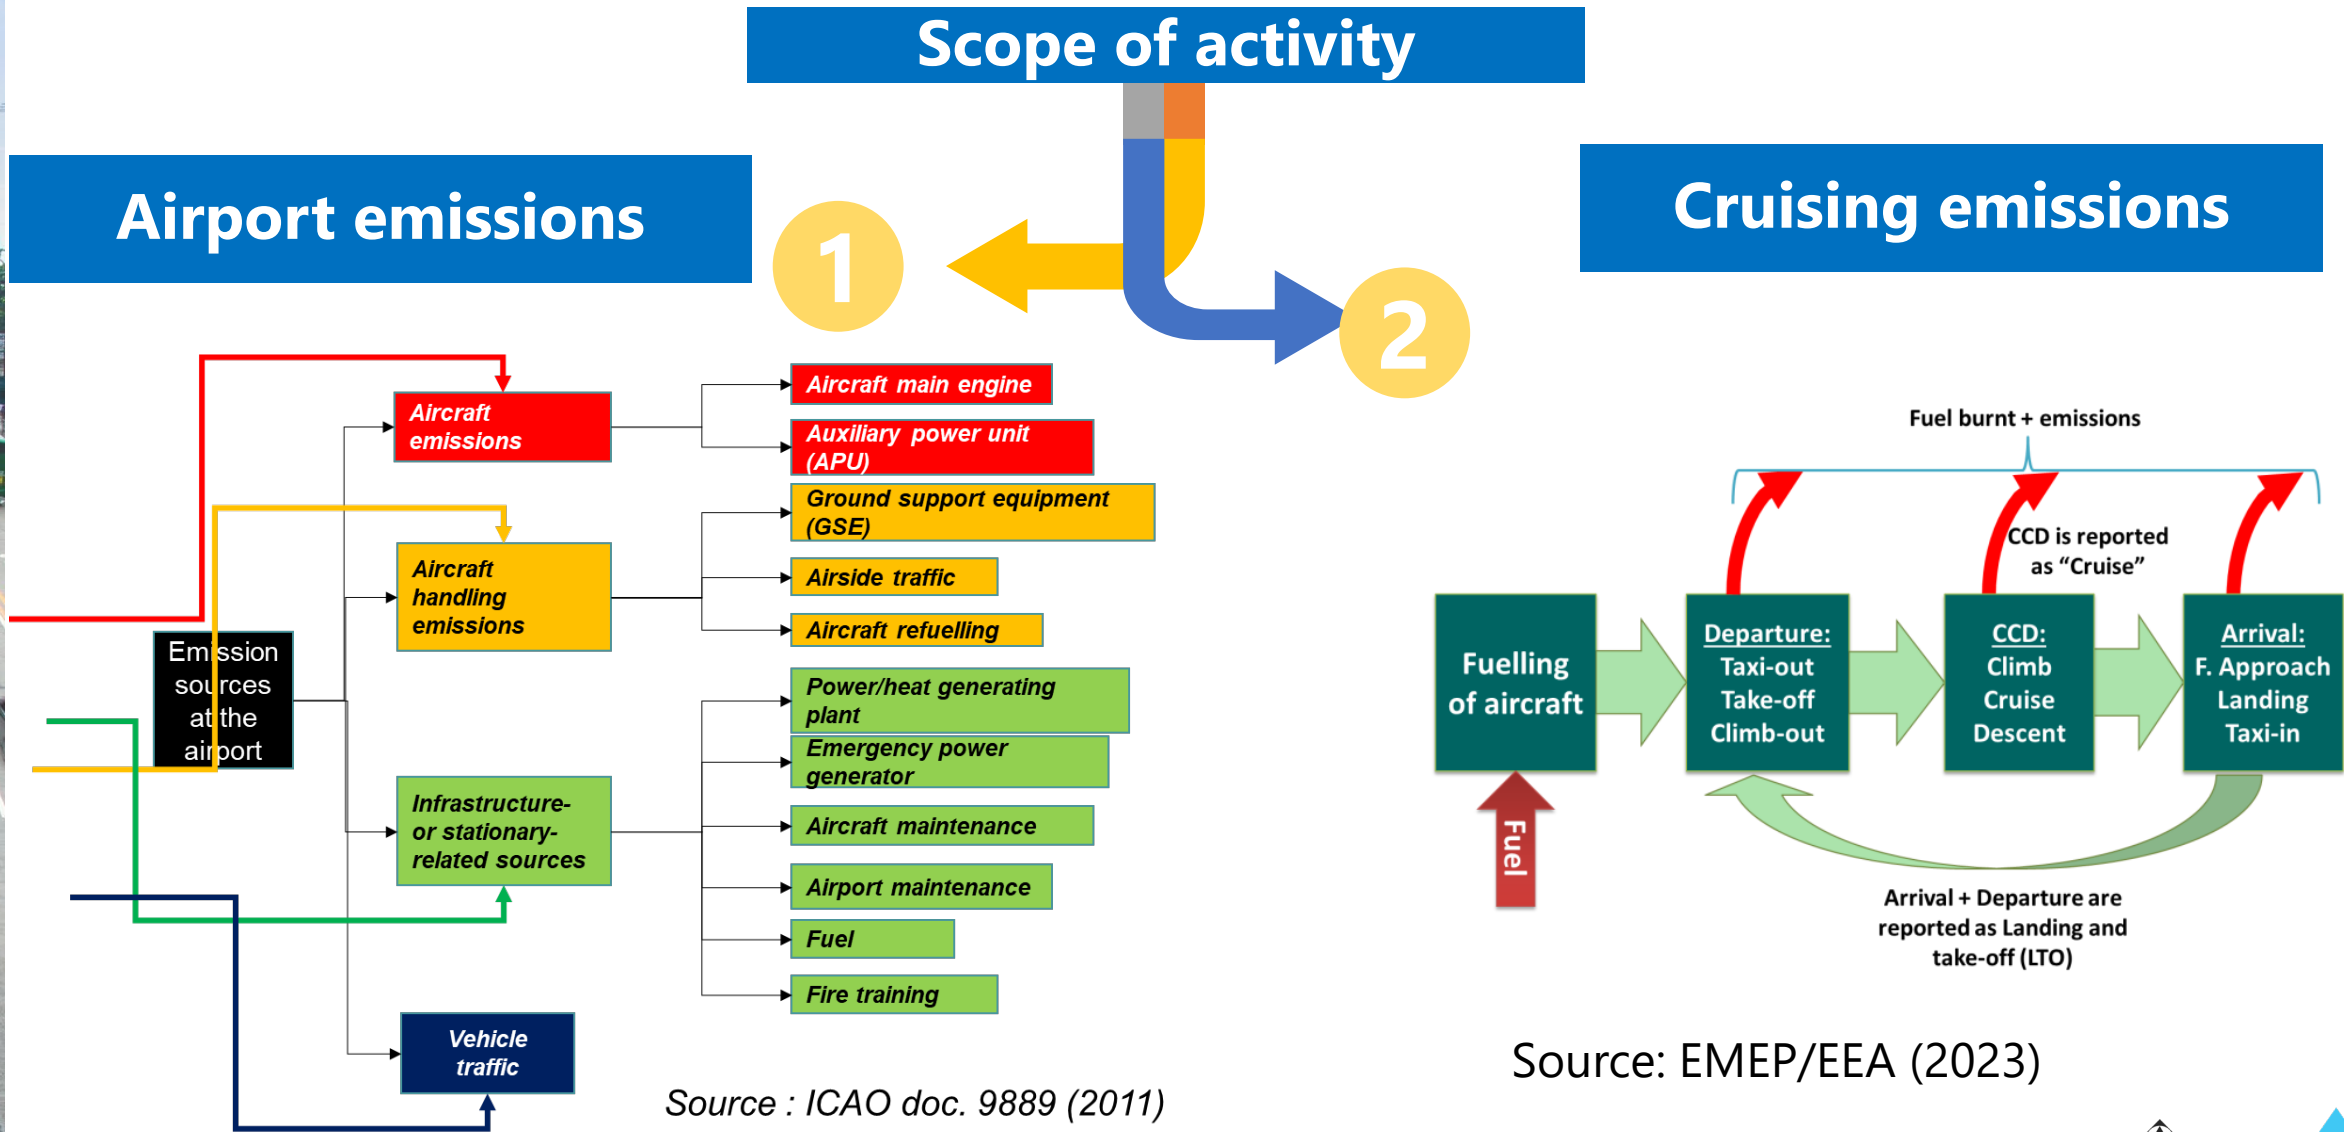 Scope of activity
Airport emissions
1
2
Cruising emissions
Emission
sources
at the
airport
Aircraft
emissions
Aircraft main engine
Auxiliary power unit
(APU)
Aircraft
handling
emissions
Ground support equipment
(GSE)
Airside traffic
Aircraft refuelling
Infrastructure-
or stationary-
related sources
Power/heat generating
plant
Emergency power
generator
Aircraft maintenance
Airport maintenance
Fuel
Fire training
Vehicle
traffic
Source : ICAO doc. 9889 (2011)
Fuel burnt + emissions
CCD is reported
as “Cruise”
Fuelling
of aircraft
Fuel
Departure:
Taxi-out
Take-off
Climb-out
CCD:
Climb
Cruise
Descent
Arrival:
F. Approach
Landing
Taxi-in
Arrival + Departure are
reported as Landing and
take-off (LTO)
Source: EMEP/EEA (2023)